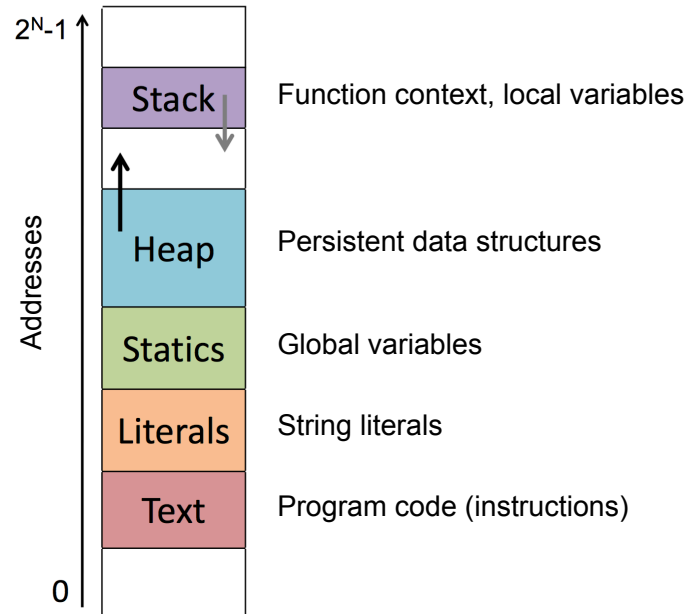 2ᴺ-1
Stack Function context, local variables
Heap Persistent data structures
Addresses
Statics Global variables
Literals String literals
Text Program code (instructions)
0